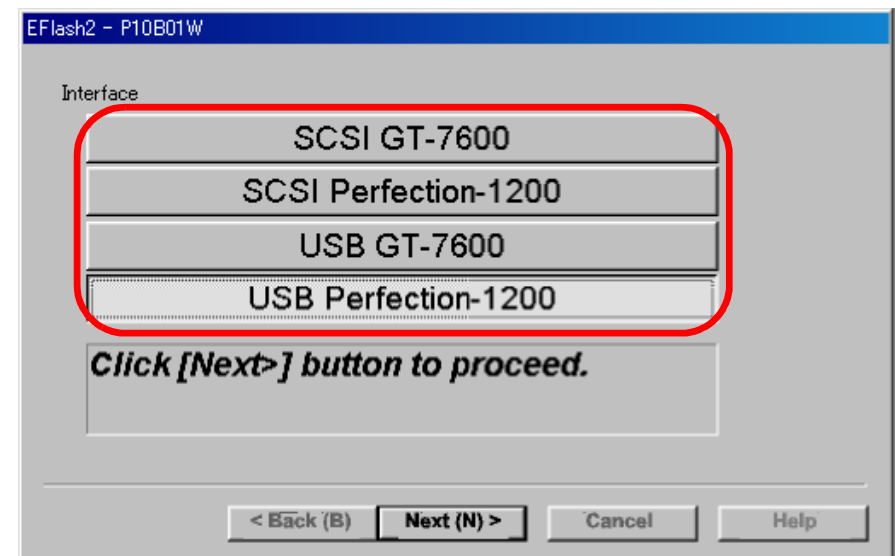 EFlash2 - P10B01W
Interface
SCSI GT-7600
SCSI Perfection-1200
USB GT-7600
USB Perfection-1200
Click [Next>] button to proceed.
< Back (B) Next (N) > Cancel Help